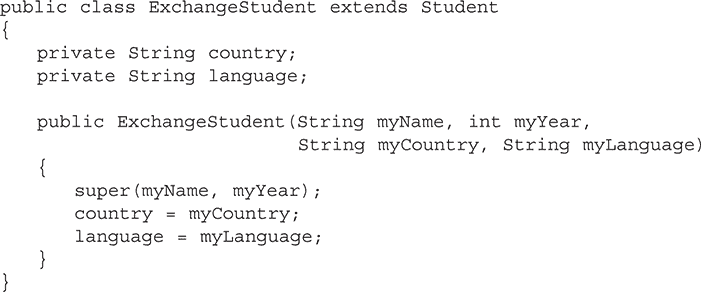 public class ExchangeStudent extends Student
{
    private String country;
    private String language;

    public ExchangeStudent(String myName, int myYear,
                           String myCountry, String myLanguage)
    {
        super(myName, myYear);
        country = myCountry;
        language = myLanguage;
    }
}